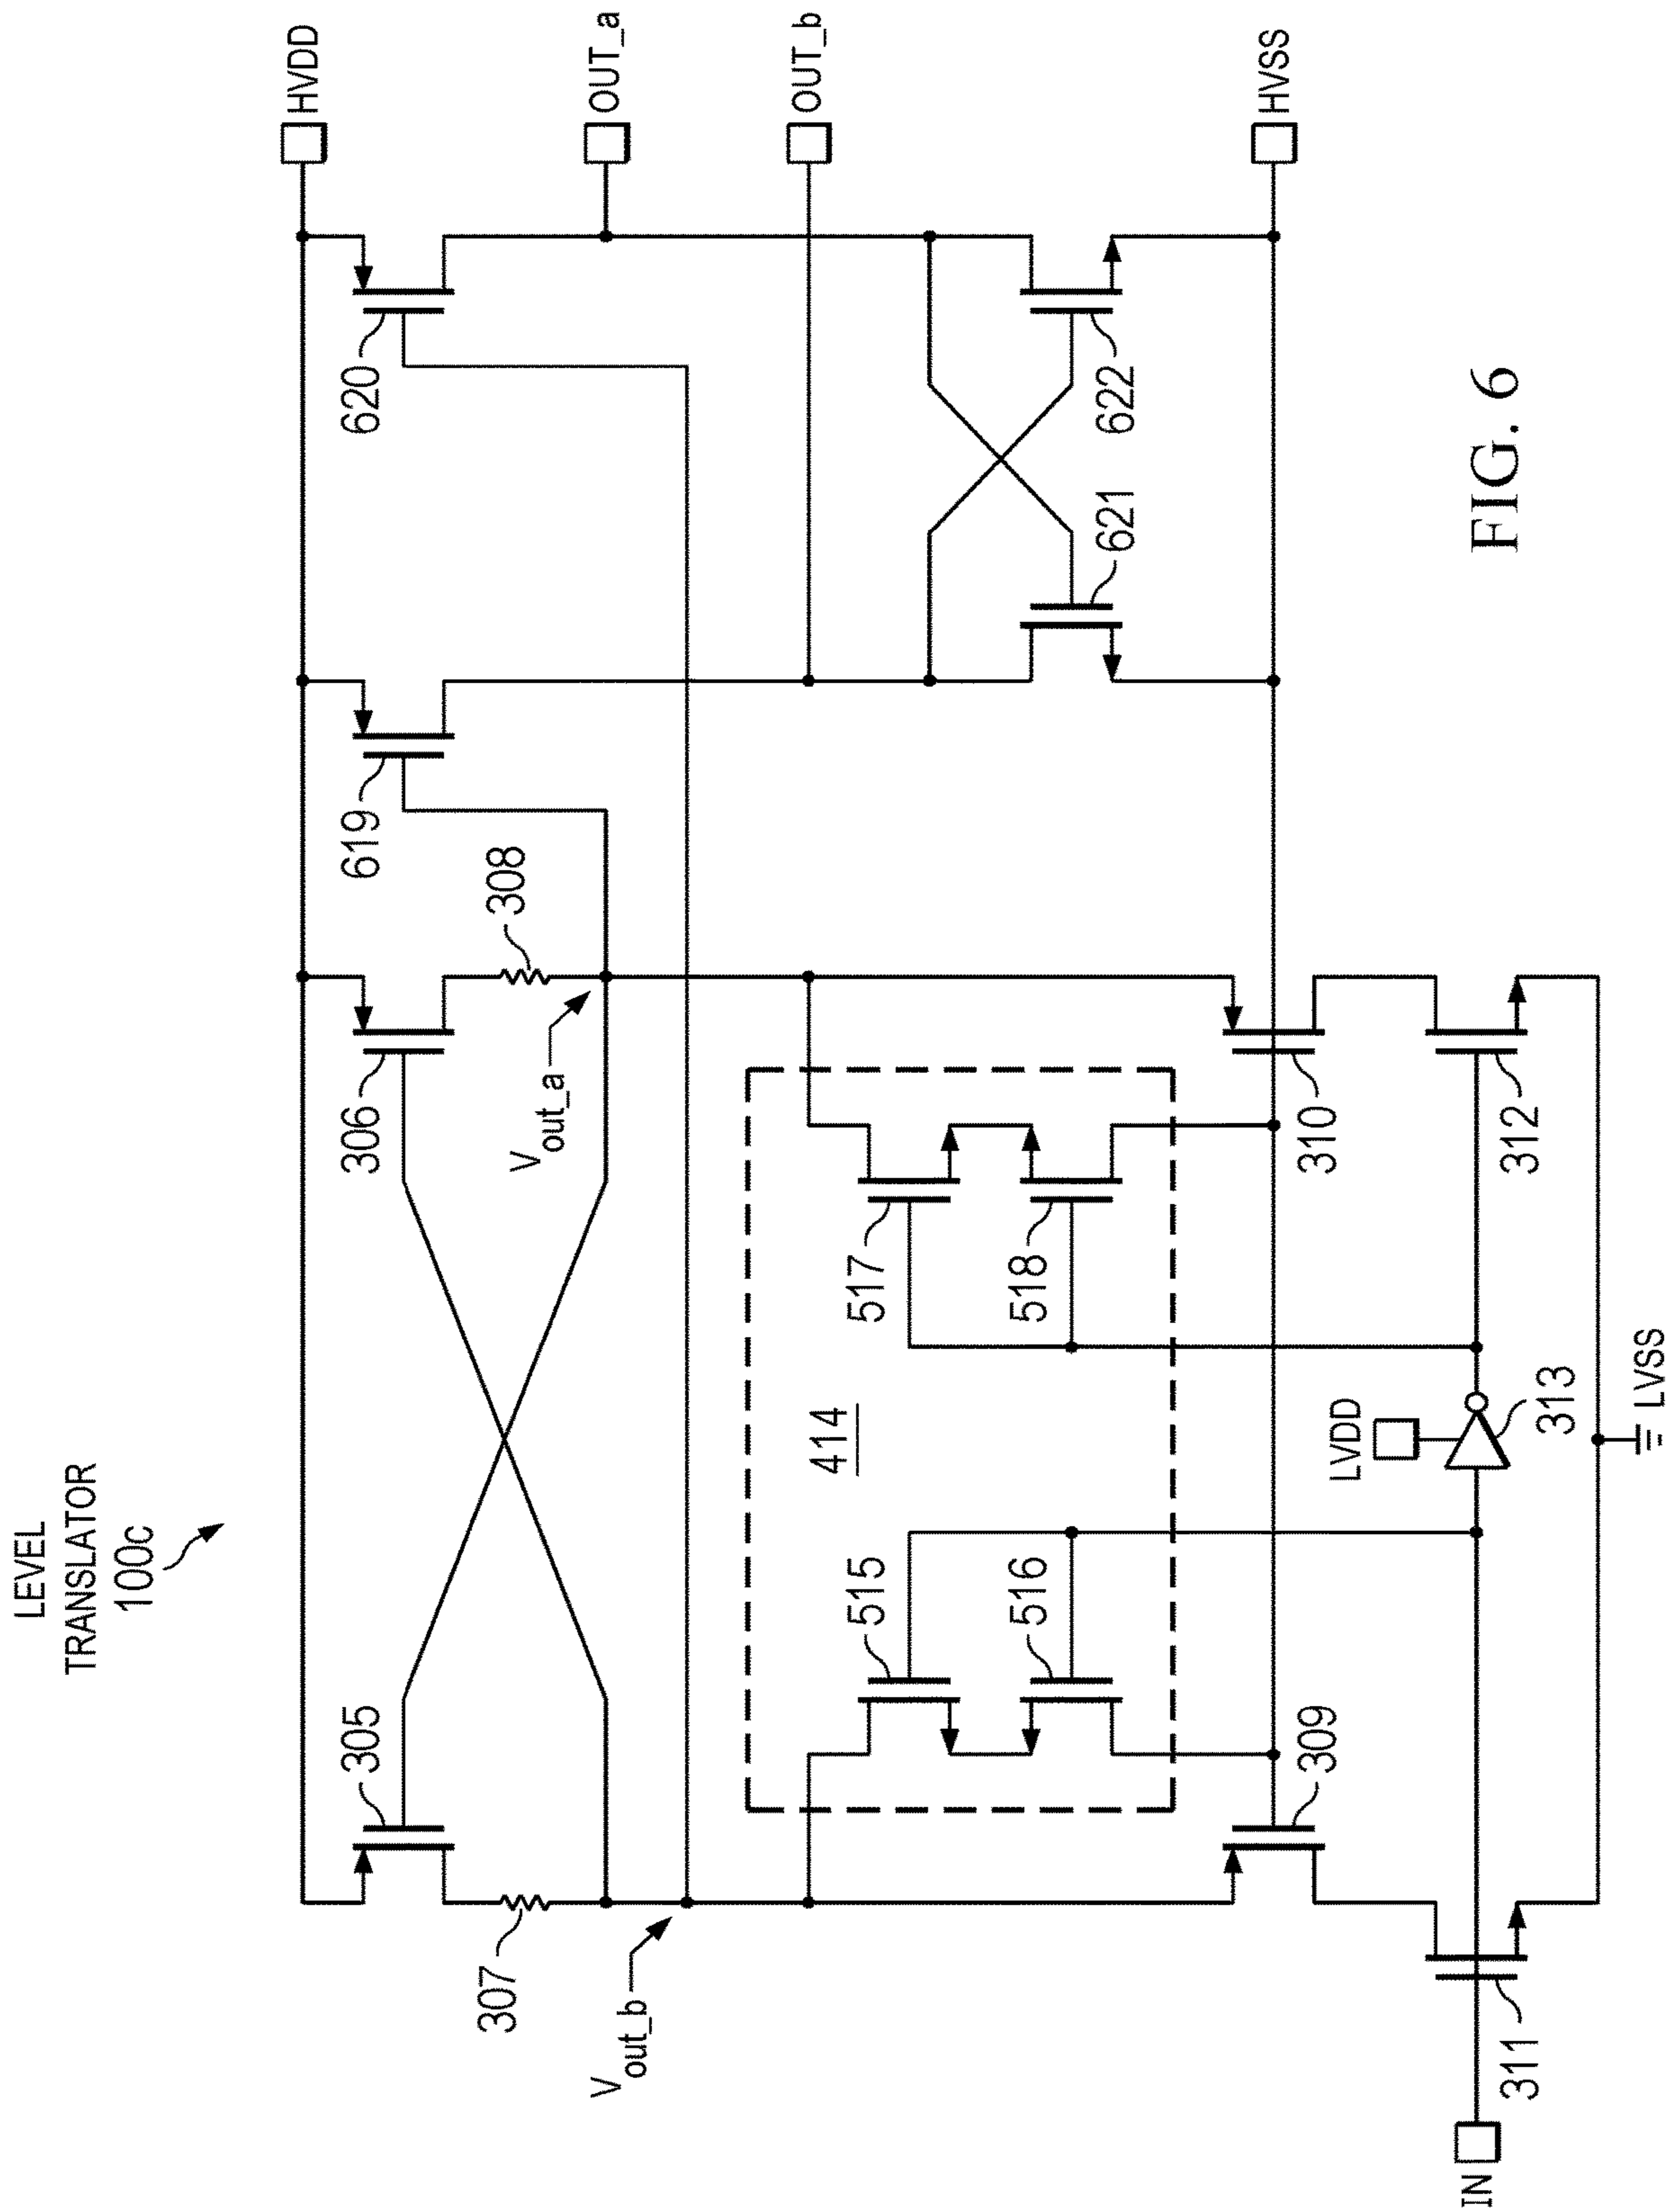 LEVEL
TRANSLATOR
100c
HVDD
OUT_a
OUT_b
HVSS
305
306
619
620
307
308
Vout_b
Vout_a
414
515
516
517
518
621
622
309
310
311
312
313
LVDD
LVSS
IN
FIG. 6